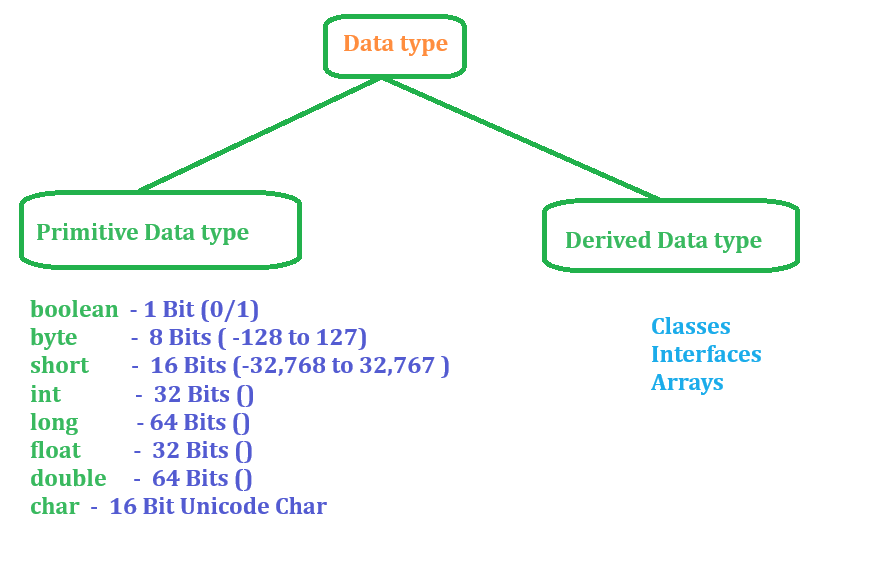 Data type
Primitive Data type
Derived Data type
boolean - 1 Bit (0/1)
byte - 8 Bits ( -128 to 127)
short - 16 Bits (-32,768 to 32,767 )
int - 32 Bits ()
long - 64 Bits ()
float - 32 Bits ()
double - 64 Bits ()
char - 16 Bit Unicode Char
Classes
Interfaces
Arrays